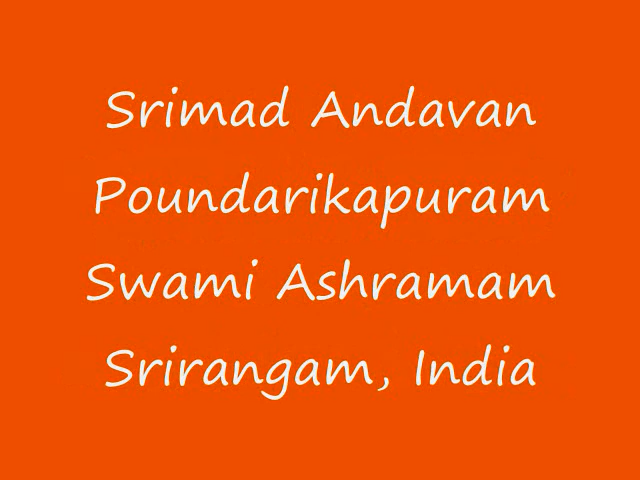 Srimad Andavan
Poundarikapuram
Swami Ashramam
Srirangam, India